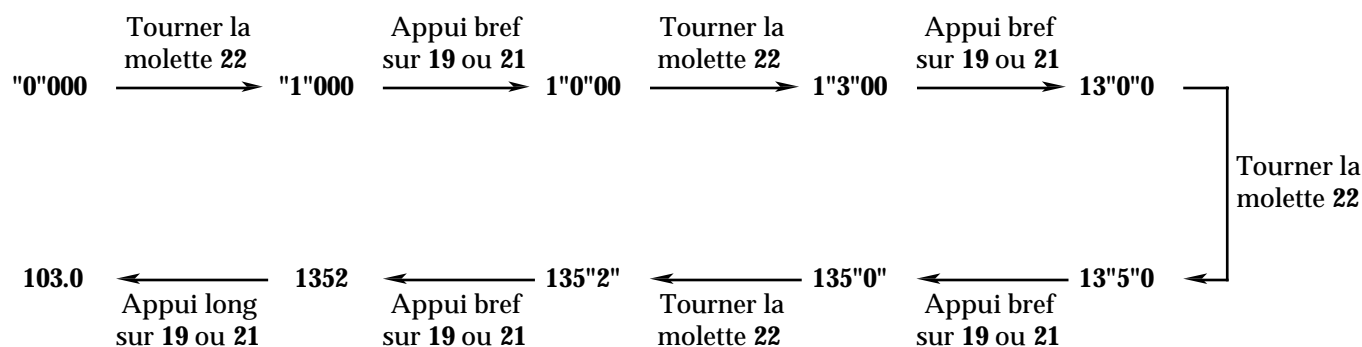 Tourner la
molette 22
Appui bref
sur 19 ou 21
Tourner la
molette 22
Appui bref
sur 19 ou 21
"0"000
"1"000
1"0"00
1"3"00
13"0"0
Tourner la
molette 22
103.0
1352
135"2"
135"0"
13"5"0
Appui long
sur 19 ou 21
Appui bref
sur 19 ou 21
Tourner la
molette 22
Appui bref
sur 19 ou 21